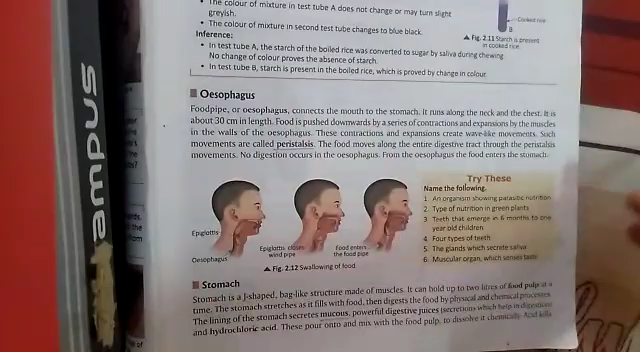 • The colour of mixture in test tube A does not change or may turn slight
greyish.
• The colour of mixture in second test tube changes to blue black.
Inference:
• In test tube A, the starch of the boiled rice was converted to sugar by saliva during chewing
No change of colour proves the absence of starch.
• In test tube B, starch is present in the boiled rice, which is proved by change in colour
Cooked rice
B
▲ Fig. 2.11 Starch is present
in cooked rice
Oesophagus
Foodpipe, or oesophagus, connects the mouth to the stomach. It runs along the neck and the chest. It is
about 30 cm in length. Food is pushed downwards by a series of contractions and expansions by the muscles
in the walls of the oesophagus. These contractions and expansions create wave-like movements. Such
movements are called peristalsis. The food moves along the entire digestive tract through the peristalsis
movements. No digestion occurs in the oesophagus. From the oesophagus the food enters the stomach.
Epiglottis
Oesophagus
Epiglottis closes
wind pipe
Food enters
the food pipe
▲ Fig. 2.12 Swallowing of food
Try These
Name the following.
1. An organism showing parasitic nutrition
2. Type of nutrition in green plants
3. Teeth that emerge in 6 months to one
year old children
4. Four types of teeth
5. The glands which secrete saliva
6. Muscular organ, which senses taste
Stomach
Stomach is a J-shaped, bag-like structure made of muscles. It can hold up to two litres of food pulp at a
time. The stomach stretches as it fills with food, then digests the food by physical and chemical processes.
The lining of the stomach secretes mucous, powerful digestive juices (secretions which help in digestion)
and hydrochloric acid. These pour onto and mix with the food pulp, to dissolve it chemically. Acid kills
ampus